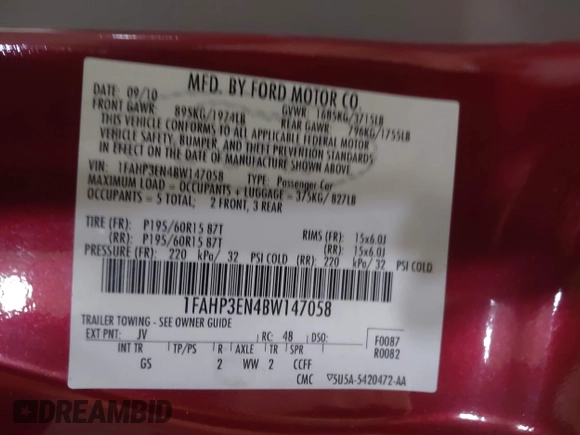 MFD. BY FORD MOTOR CO.
DATE: 09/10 GVWR: 1685KG/3715LB
FRONT GAWR: 895KG/1974LB REAR GAWR: 796KG/1755LB
THIS VEHICLE CONFORMS TO ALL APPLICABLE FEDERAL MOTOR
VEHICLE SAFETY, BUMPER, AND THEFT PREVENTION STANDARDS
IN EFFECT ON THE DATE OF MANUFACTURE SHOWN ABOVE.
VIN: 1FAHP3EN4BW147058 TYPE: Passenger Car
MAXIMUM LOAD = OCCUPANTS + LUGGAGE = 375KG/827LB
OCCUPANTS = 5 TOTAL: 2 FRONT, 3 REAR
TIRE (FR): P195/60R15 87T RIMS (FR): 15x6.0J
(RR): P195/60R15 87T (RR): 15x6.0J
PRESSURE (FR): 220 kPa/ 32 PSI COLD (RR): 220 kPa/ 32 PSI COLD
1FAHP3EN4BW147058
TRAILER TOWING - SEE OWNER GUIDE
EXT PNT: JV RC: 48 DSO: F0087
R0082
INT TR TP/PS R AXLE TR SPR
GS 2 WW 2 CCFF
CMC 5U5A-5420472-AA
DREAMBID